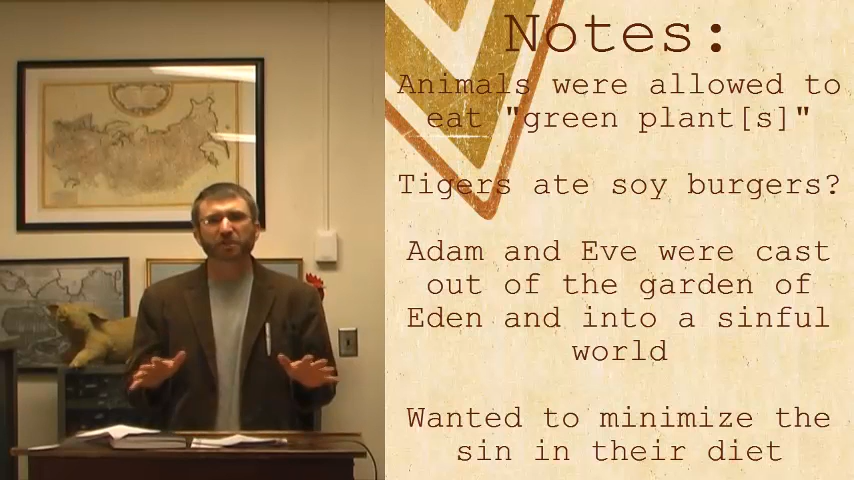 Notes:
Animals were allowed to
eat "green plant[s]"
Tigers ate soy burgers?
Adam and Eve were cast
out of the garden of
Eden and into a sinful
world
Wanted to minimize the
sin in their diet